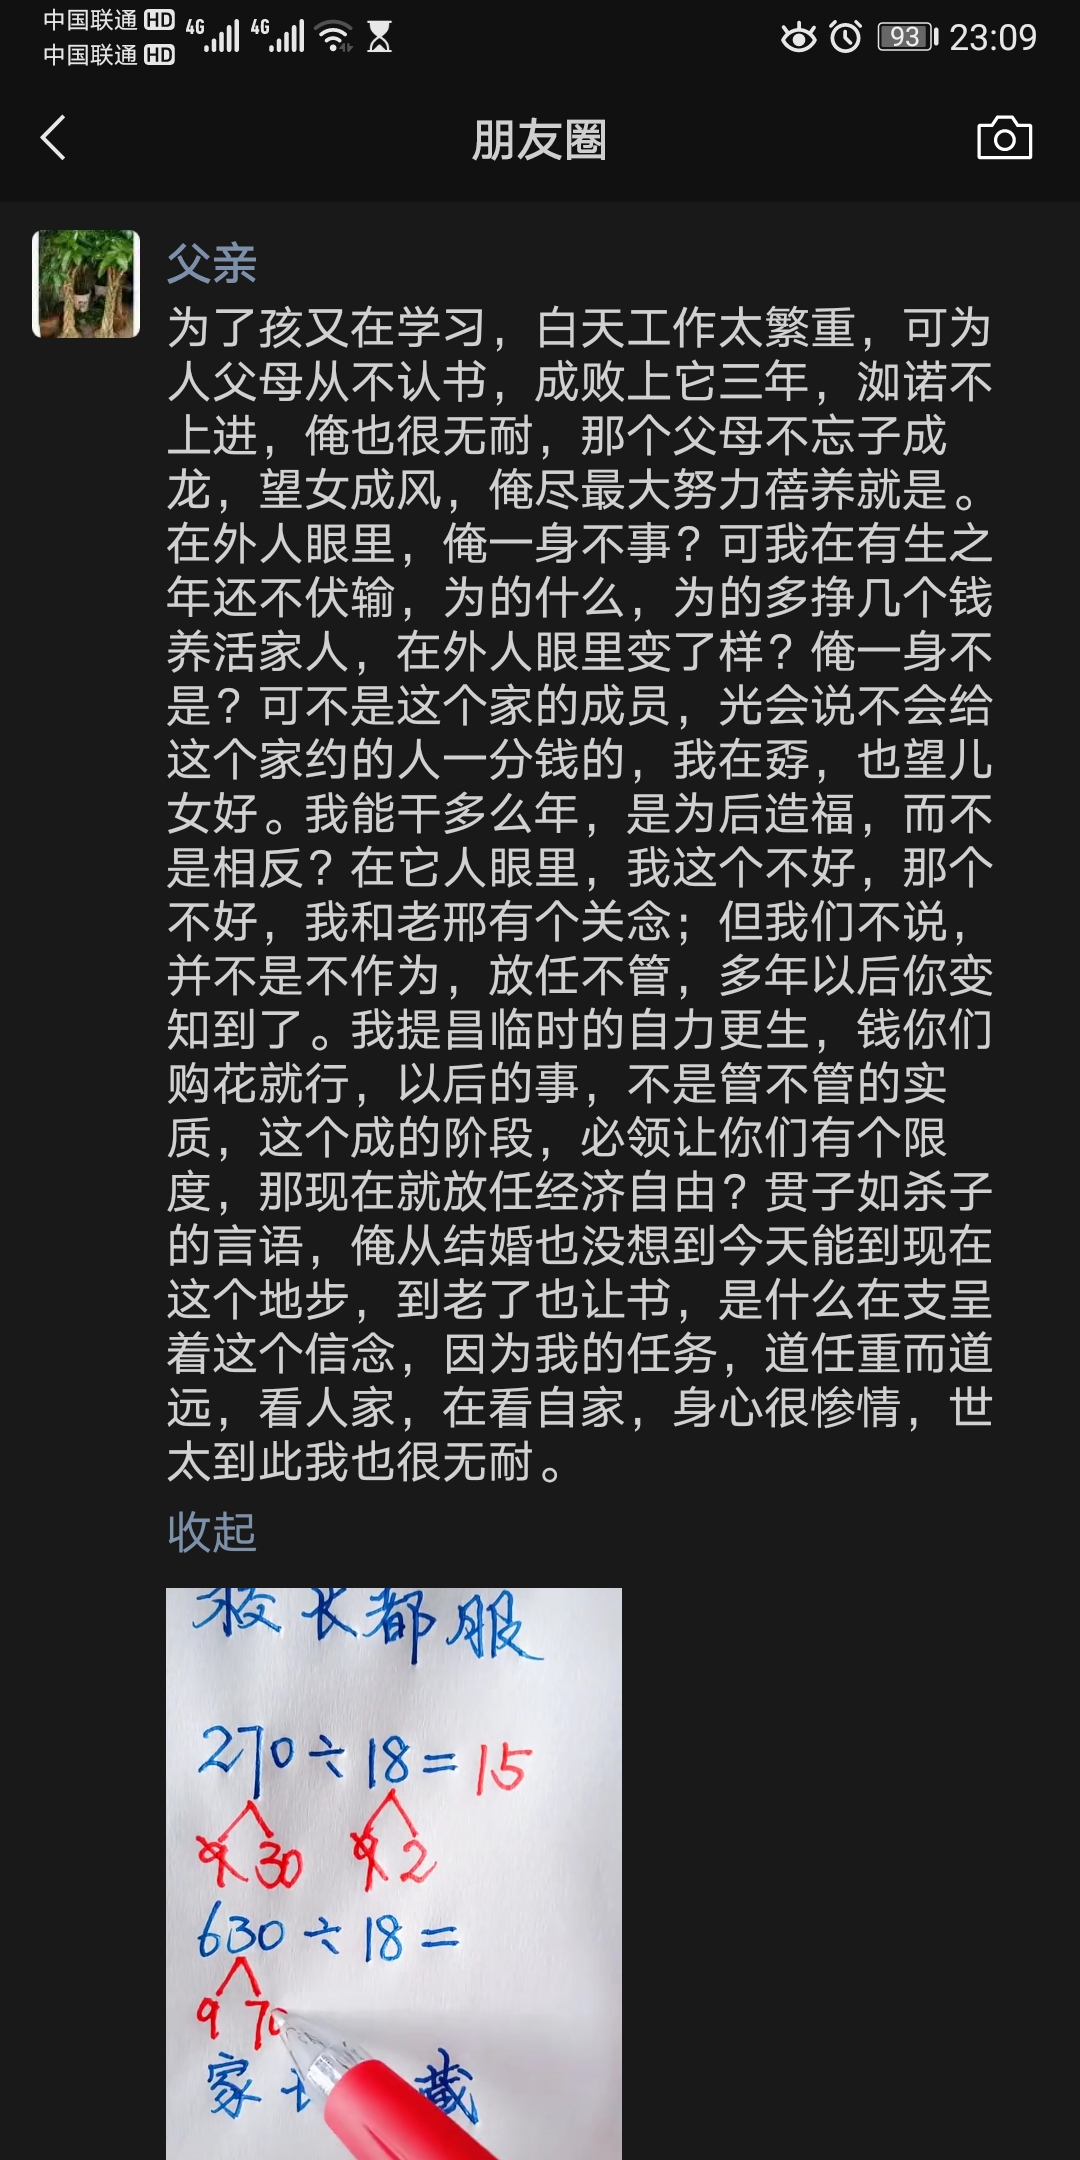 中国联通 HD 4G 4G 93 23:09
中国联通 HD
朋友圈
父亲
为了孩又在学习，白天工作太繁重，可为
人父母从不认书，成败上它三年，洳诺不
上进，俺也很无耐，那个父母不忘子成
龙，望女成风，俺尽最大努力蓓养就是。
在外人眼里，俺一身不事？可我在有生之
年还不伏输，为的什么，为的多挣几个钱
养活家人，在外人眼里变了样？俺一身不
是？可不是这个家的成员，光会说不会给
这个家约的人一分钱的，我在孬，也望儿
女好。我能干多么年，是为后造福，而不
是相反？在它人眼里，我这个不好，那个
不好，我和老邢有个关念；但我们不说，
并不是不作为，放任不管，多年以后你变
知到了。我提昌临时的自力更生，钱你们
购花就行，以后的事，不是管不管的实
质，这个成的阶段，必领让你们有个限
度，那现在就放任经济自由？贯子如杀子
的言语，俺从结婚也没想到今天能到现在
这个地步，到老了也让书，是什么在支呈
着这个信念，因为我的任务，道任重而道
远，看人家，在看自家，身心很惨情，世
太到此我也很无耐。
收起
校长都服
270÷18=15
9 30 9 2
630÷18=
9 70
家 藏